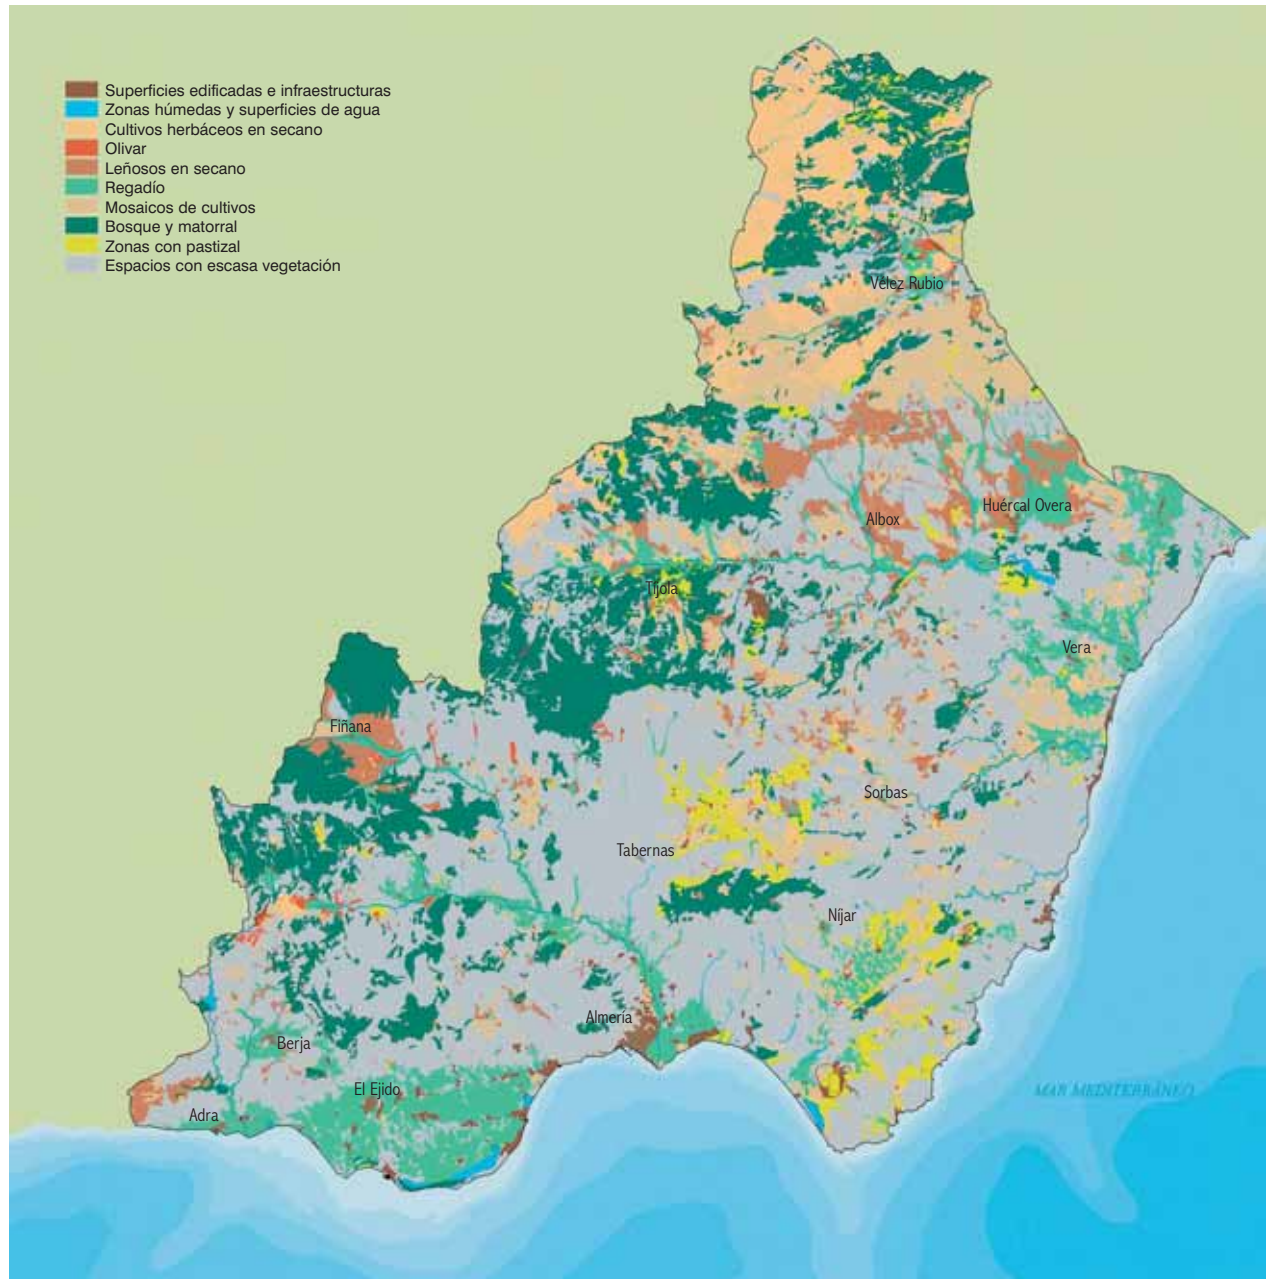 Superficies edificadas e infraestructuras
Zonas húmedas y superficies de agua
Cultivos herbáceos en secano
Olivar
Leñosos en secano
Regadío
Mosaicos de cultivos
Bosque y matorral
Zonas con pastizal
Espacios con escasa vegetación
Vélez Rubio
Huércal Overa
Albox
Tíjola
Vera
Fiñana
Sorbas
Tabernas
Níjar
Almería
Berja
El Ejido
MAR MEDITERRÁNEO
Adra